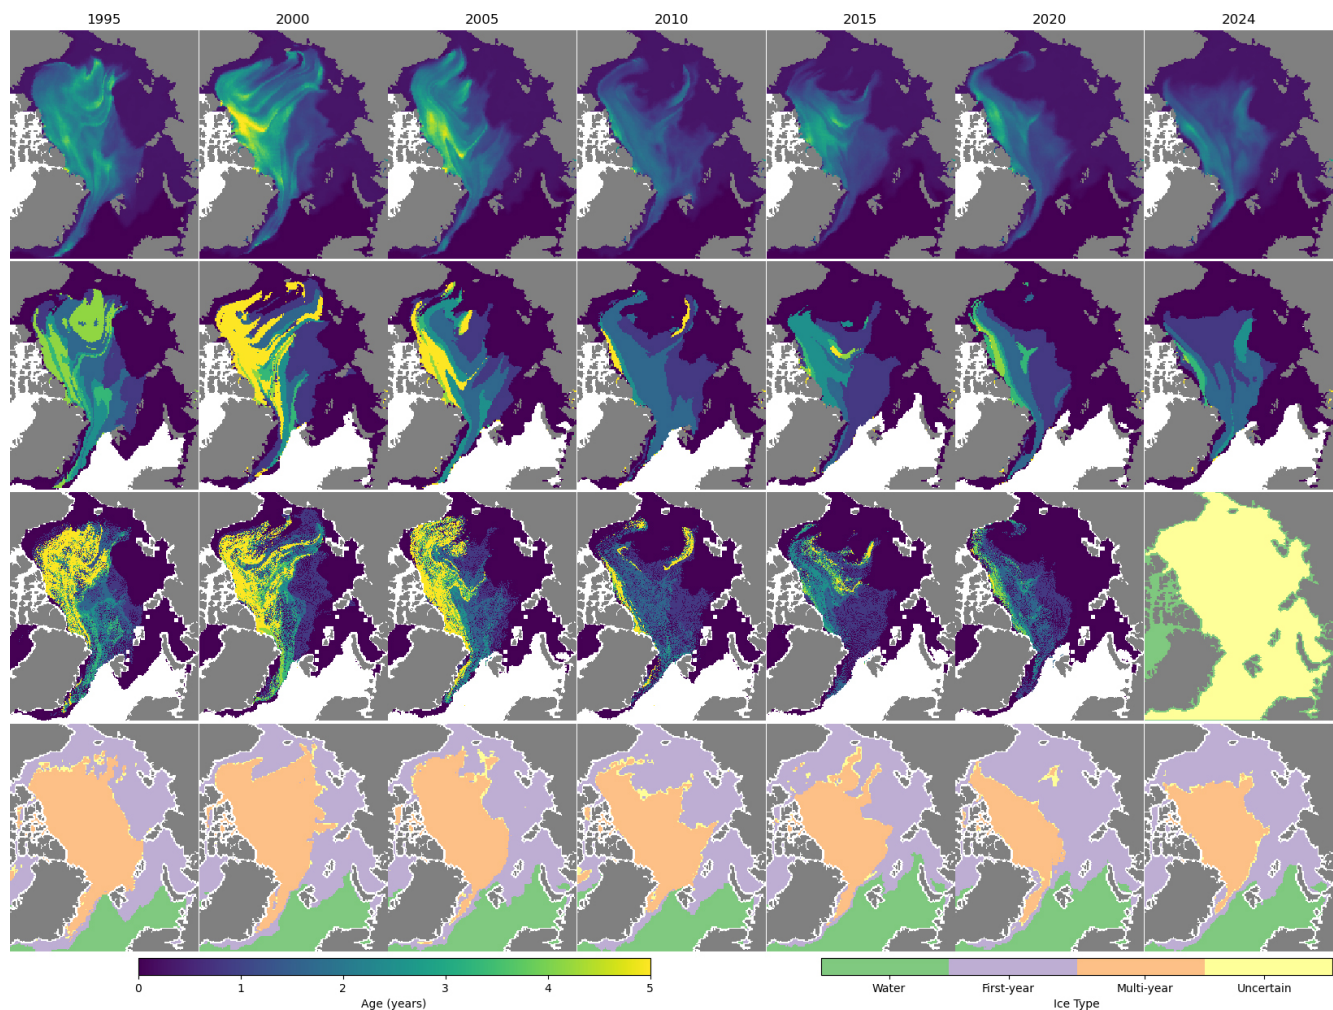 1995 2000 2005 2010 2015 2020 2024
0 1 2 3 4 5
Age (years)
Water First-year Multi-year Uncertain
Ice Type